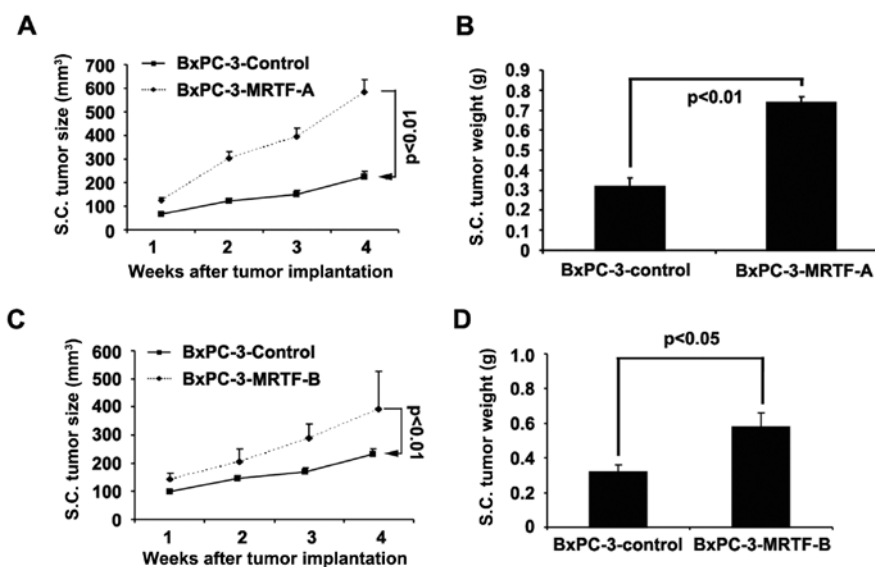 A
BxPC-3-Control
BxPC-3-MRTF-A
S.C. tumor size (mm³)
700
600
500
400
300
200
100
0
p<0.01
1 2 3 4
Weeks after tumor implantation
B
S.C. tumor weight (g)
0.9
0.8
0.7
0.6
0.5
0.4
0.3
0.2
0.1
0
p<0.01
BxPC-3-control BxPC-3-MRTF-A
C
BxPC-3-Control
BxPC-3-MRTF-B
S.C. tumor size (mm³)
600
500
400
300
200
100
0
p<0.01
1 2 3 4
Weeks after tumor implantation
D
S.C. tumor weight (g)
1.0
0.8
0.6
0.4
0.2
0
p<0.05
BxPC-3-control BxPC-3-MRTF-B